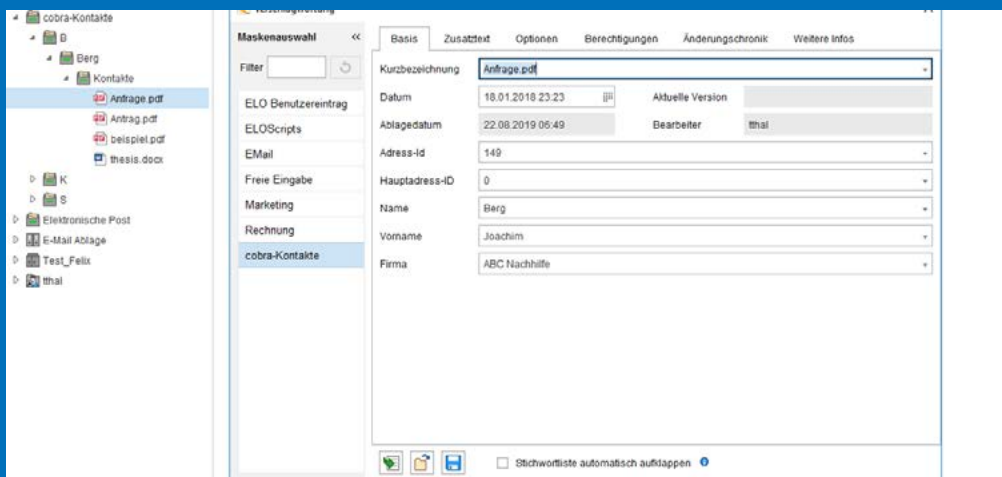 cobra-Kontakte
B
Berg
Kontakte
Anfrage.pdf
Antrag.pdf
beispiel.pdf
thesis.docx
K
S
Elektronische Post
E-Mail Ablage
Test_Felix
tthal
Verschlagwortung
Maskenauswahl «
Filter
ELO Benutzereintrag
ELOScripts
EMail
Freie Eingabe
Marketing
Rechnung
cobra-Kontakte
Basis Zusatztext Optionen Berechtigungen Änderungschronik Weitere Infos
Kurzbezeichnung Anfrage.pdf
Datum 18.01.2018 23:23 Aktuelle Version
Ablagedatum 22.08.2019 06:49 Bearbeiter tthal
Adress-Id 149
Hauptadress-ID 0
Name Berg
Vorname Joachim
Firma ABC Nachhilfe
Stichwortliste automatisch aufklappen